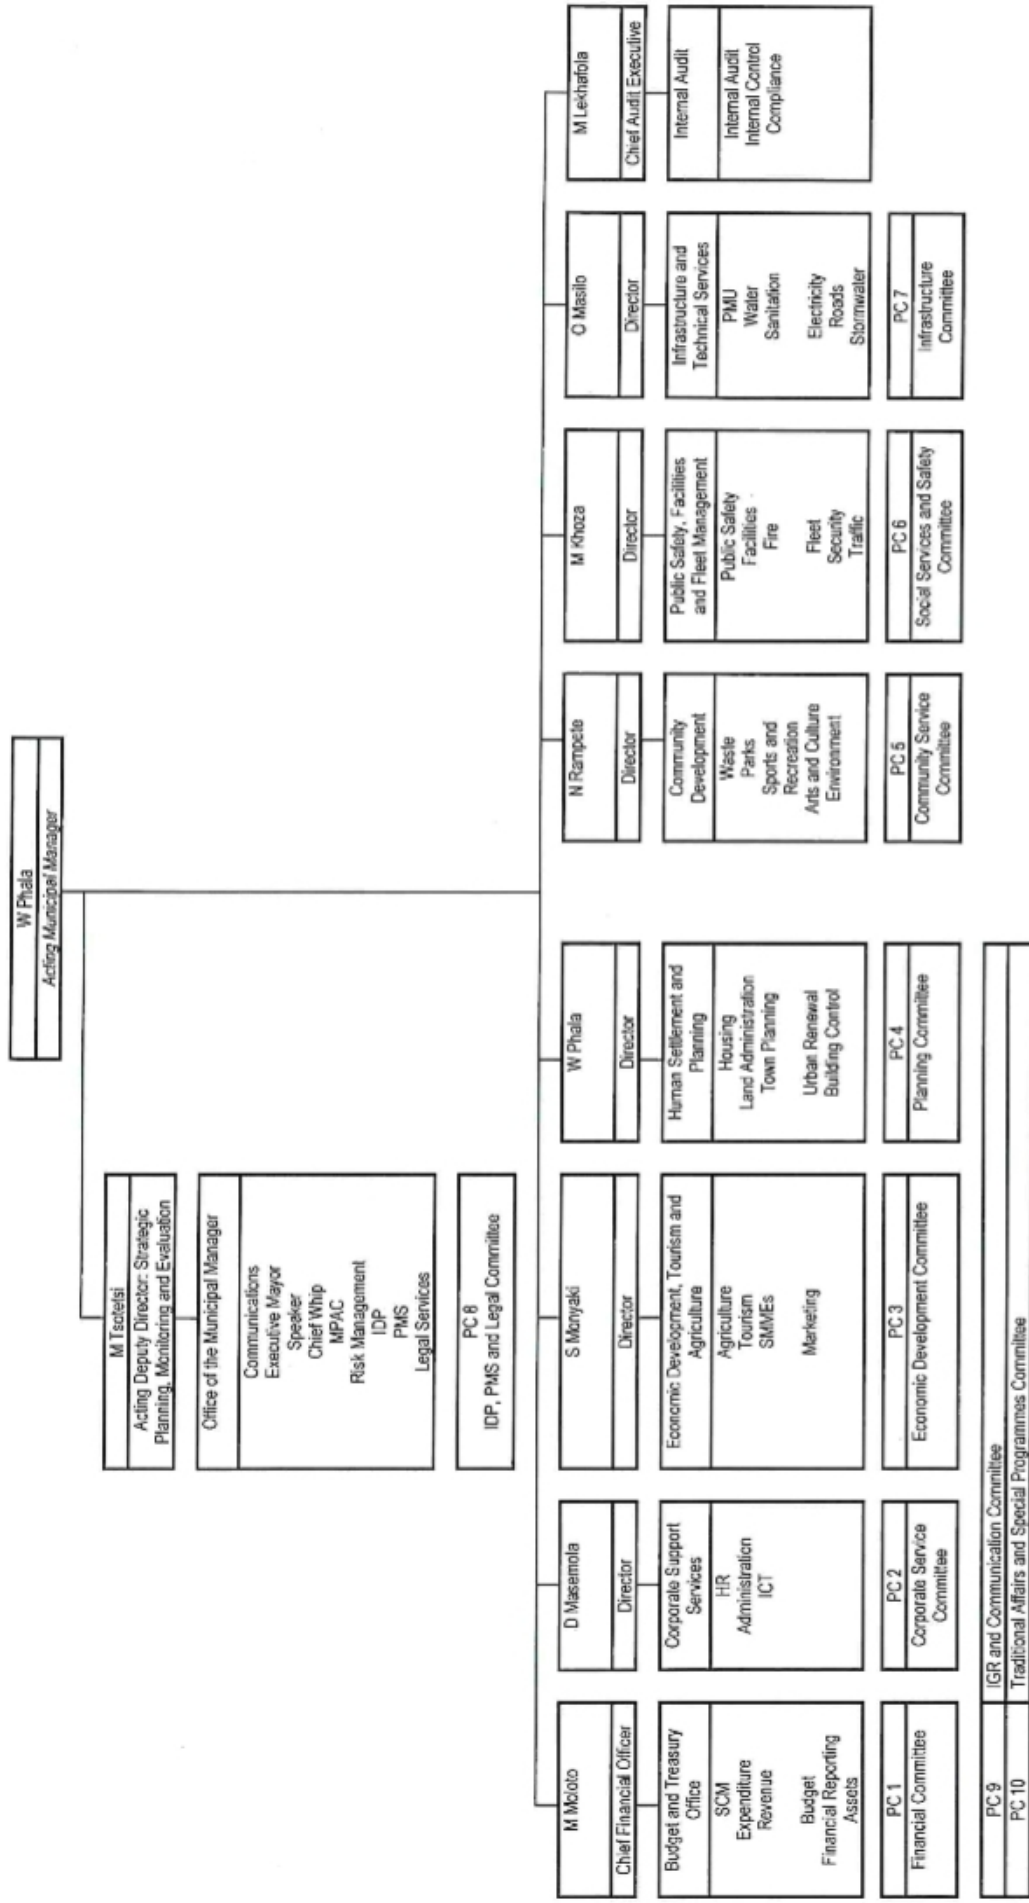 W Phala
Acting Municipal Manager
M Tsotetsi
Acting Deputy Director: Strategic
Planning, Monitoring and Evaluation
Office of the Municipal Manager
Communications
Executive Mayor
Speaker
Chief Whip
MPAC
Risk Management
IDP
PMS
Legal Services
PC 8
IDP, PMS and Legal Committee
M Moloto
Chief Financial Officer
Budget and Treasury
Office
SCM
Expenditure
Revenue
Budget
Financial Reporting
Assets
PC 1
Financial Committee
D Masemola
Director
Corporate Support
Services
HR
Administration
ICT
PC 2
Corporate Service
Committee
S Monyaki
Director
Economic Development, Tourism and
Agriculture
Agriculture
Tourism
SMMEs
Marketing
PC 3
Economic Development Committee
W Phala
Director
Human Settlement and
Planning
Housing
Land Administration
Town Planning
Urban Renewal
Building Control
PC 4
Planning Committee
N Rampete
Director
Community
Development
Waste
Parks
Sports and
Recreation
Arts and Culture
Environment
PC 5
Community Service
Committee
M Khoza
Director
Public Safety, Facilities
and Fleet Management
Public Safety
Facilities
Fire
Fleet
Security
Traffic
PC 6
Social Services and Safety
Committee
O Masilo
Director
Infrastructure and
Technical Services
PMU
Water
Sanitation
Electricity
Roads
Stormwater
PC 7
Infrastructure
Committee
M Lekhafola
Chief Audit Executive
Internal Audit
Internal Audit
Internal Control
Compliance
PC 9 IGR and Communication Committee
PC 10 Traditional Affairs and Special Programmes Committee